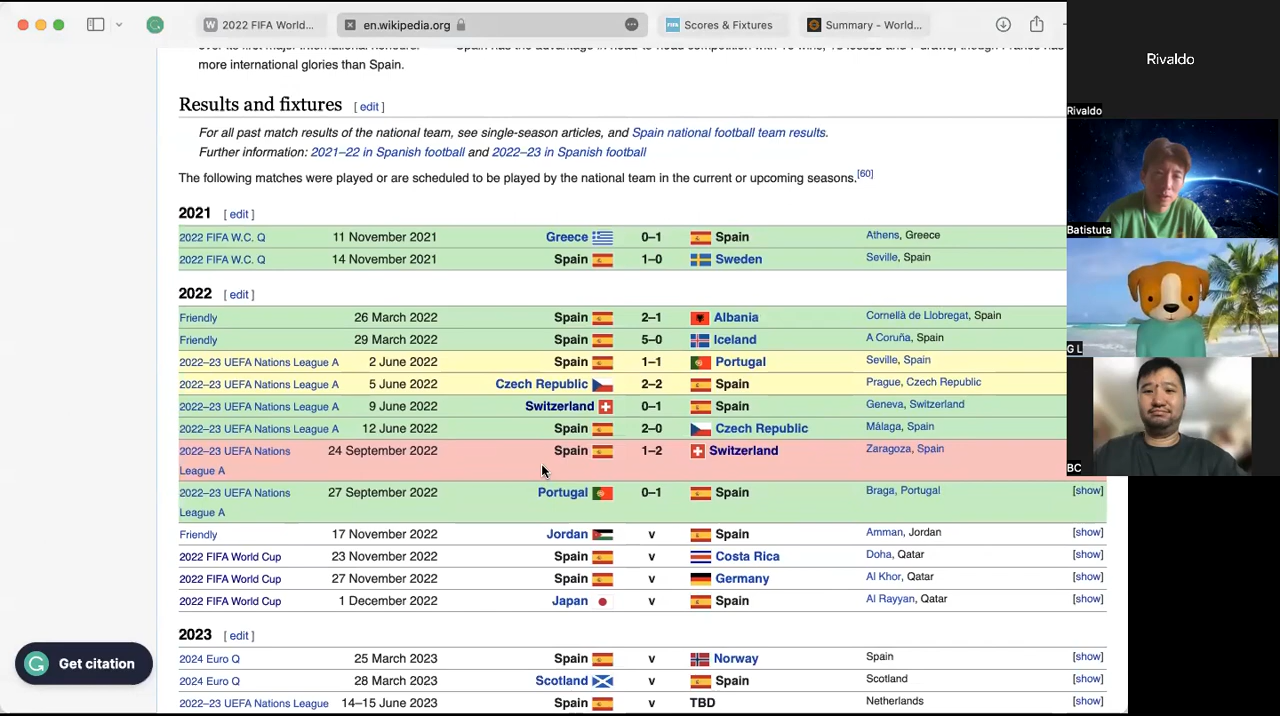 2022 FIFA World...
en.wikipedia.org
Scores & Fixtures
Summary - World...
more international glories than Spain.
Results and fixtures [ edit ]
For all past match results of the national team, see single-season articles, and Spain national football team results.
Further information: 2021–22 in Spanish football and 2022–23 in Spanish football
The following matches were played or are scheduled to be played by the national team in the current or upcoming seasons.[60]
2021 [ edit ]
2022 FIFA W.C. Q 11 November 2021 Greece 0–1 Spain Athens, Greece
2022 FIFA W.C. Q 14 November 2021 Spain 1–0 Sweden Seville, Spain
2022 [ edit ]
Friendly 26 March 2022 Spain 2–1 Albania Cornellà de Llobregat, Spain
Friendly 29 March 2022 Spain 5–0 Iceland A Coruña, Spain
2022–23 UEFA Nations League A 2 June 2022 Spain 1–1 Portugal Seville, Spain
2022–23 UEFA Nations League A 5 June 2022 Czech Republic 2–2 Spain Prague, Czech Republic
2022–23 UEFA Nations League A 9 June 2022 Switzerland 0–1 Spain Geneva, Switzerland
2022–23 UEFA Nations League A 12 June 2022 Spain 2–0 Czech Republic Málaga, Spain
2022–23 UEFA Nations 24 September 2022 Spain 1–2 Switzerland Zaragoza, Spain
League A
2022–23 UEFA Nations 27 September 2022 Portugal 0–1 Spain Braga, Portugal [show]
League A
Friendly 17 November 2022 Jordan v Spain Amman, Jordan [show]
2022 FIFA World Cup 23 November 2022 Spain v Costa Rica Doha, Qatar [show]
2022 FIFA World Cup 27 November 2022 Spain v Germany Al Khor, Qatar [show]
2022 FIFA World Cup 1 December 2022 Japan v Spain Al Rayyan, Qatar [show]
2023 [ edit ]
2024 Euro Q 25 March 2023 Spain v Norway Spain [show]
2024 Euro Q 28 March 2023 Scotland v Spain Scotland [show]
2022–23 UEFA Nations League 14–15 June 2023 Spain v TBD Netherlands [show]
Get citation
Rivaldo
Rivaldo
Batistuta
G L
BC